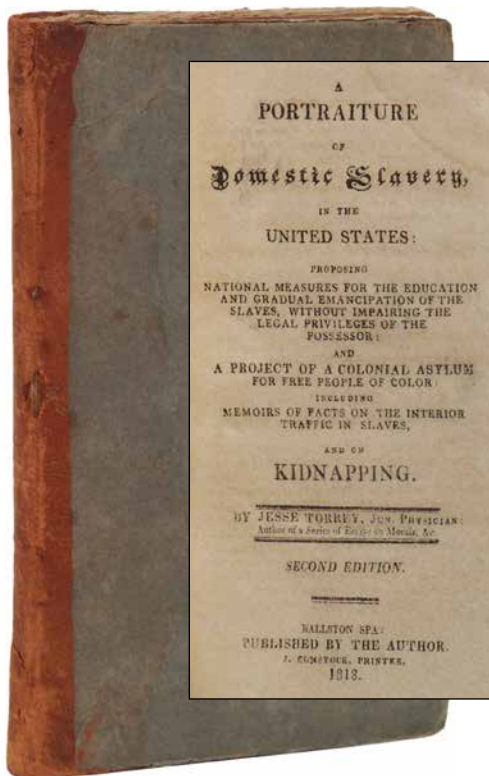 A
PORTRAITURE
OF
Domestic Slavery,
IN THE
UNITED STATES:
PROPOSING
NATIONAL MEASURES FOR THE EDUCATION
AND GRADUAL EMANCIPATION OF THE
SLAVES, WITHOUT IMPAIRING THE
LEGAL PRIVILEGES OF THE
POSSESSOR:
AND
A PROJECT OF A COLONIAL ASYLUM
FOR FREE PEOPLE OF COLOR:
INCLUDING
MEMOIRS OF FACTS ON THE INTERIOR
TRAFFIC IN SLAVES,
AND ON
KIDNAPPING.
BY JESSE TORREY, JUN. PHYSICIAN:
Author of a Series of Essays on Morals, &c
SECOND EDITION.
BALLSTON SPA:
PUBLISHED BY THE AUTHOR.
J. COMSTOCK, PRINTER.
1818.